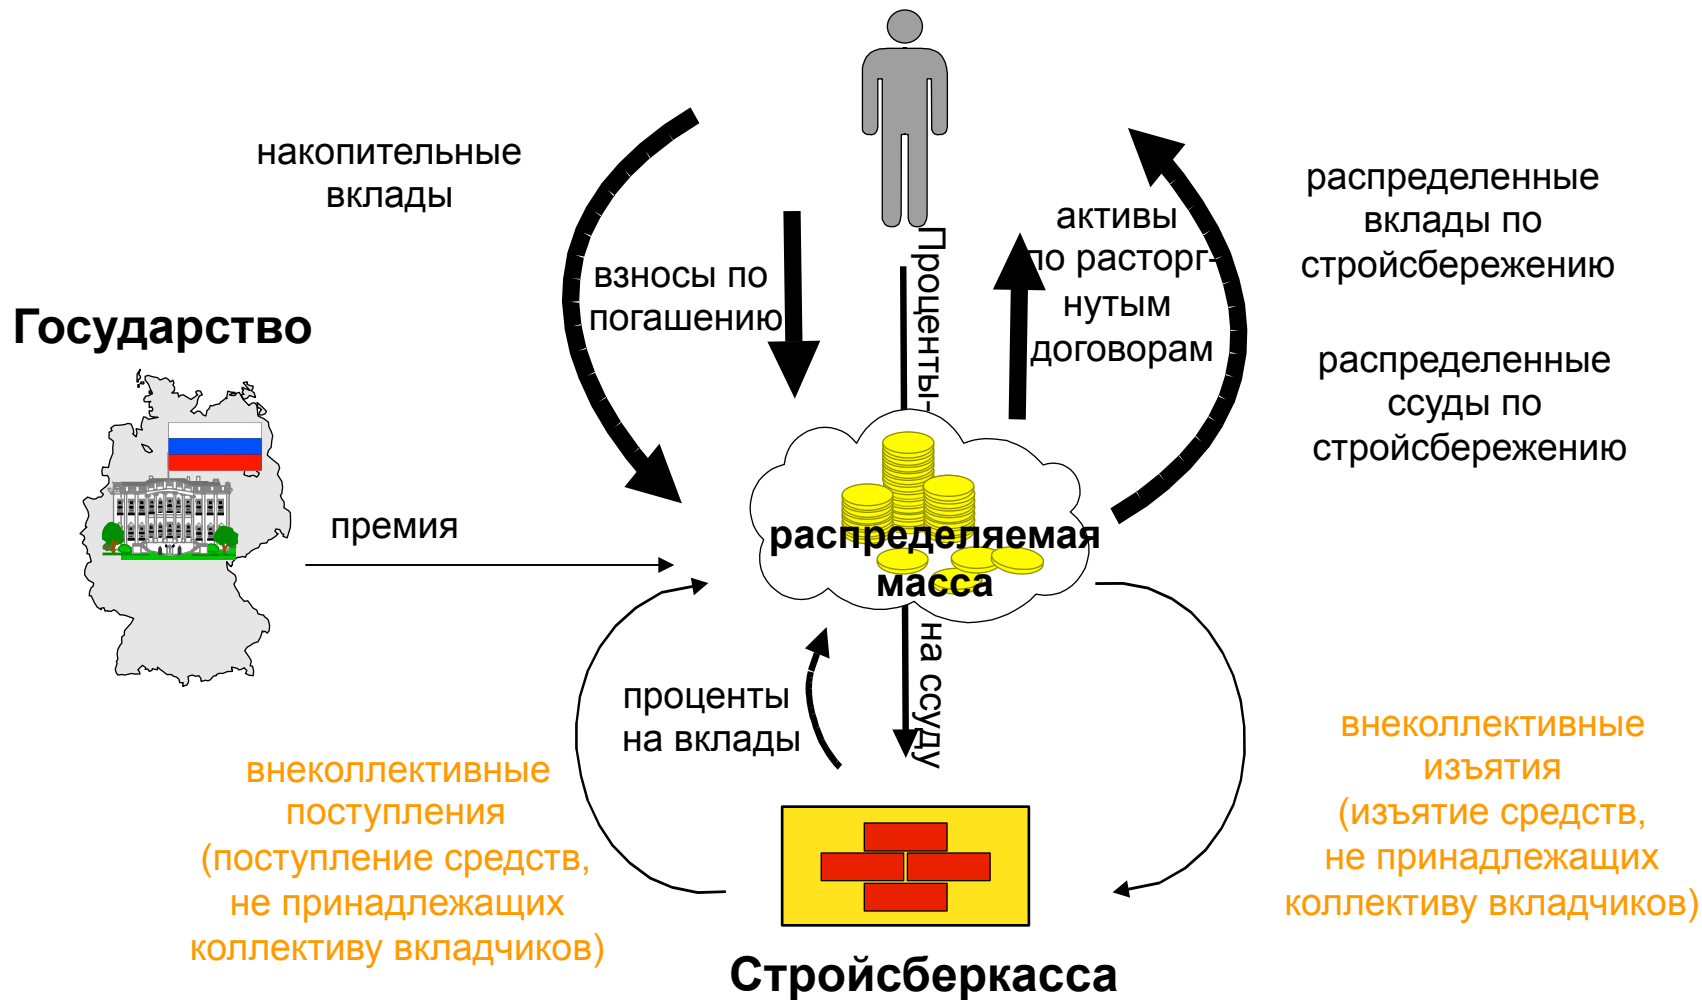 накопительные
вклады
взносы по
погашению
Проценты-
на ссуду
активы
по расторг-
нутым
договорам
распределенные
вклады по
стройсбережению
распределенные
ссуды по
стройсбережению
Государство
премия
распределяемая
масса
проценты
на вклады
внеколлективные
поступления
(поступление средств,
не принадлежащих
коллективу вкладчиков)
внеколлективные
изъятия
(изъятие средств,
не принадлежащих
коллективу вкладчиков)
Стройсберкасса